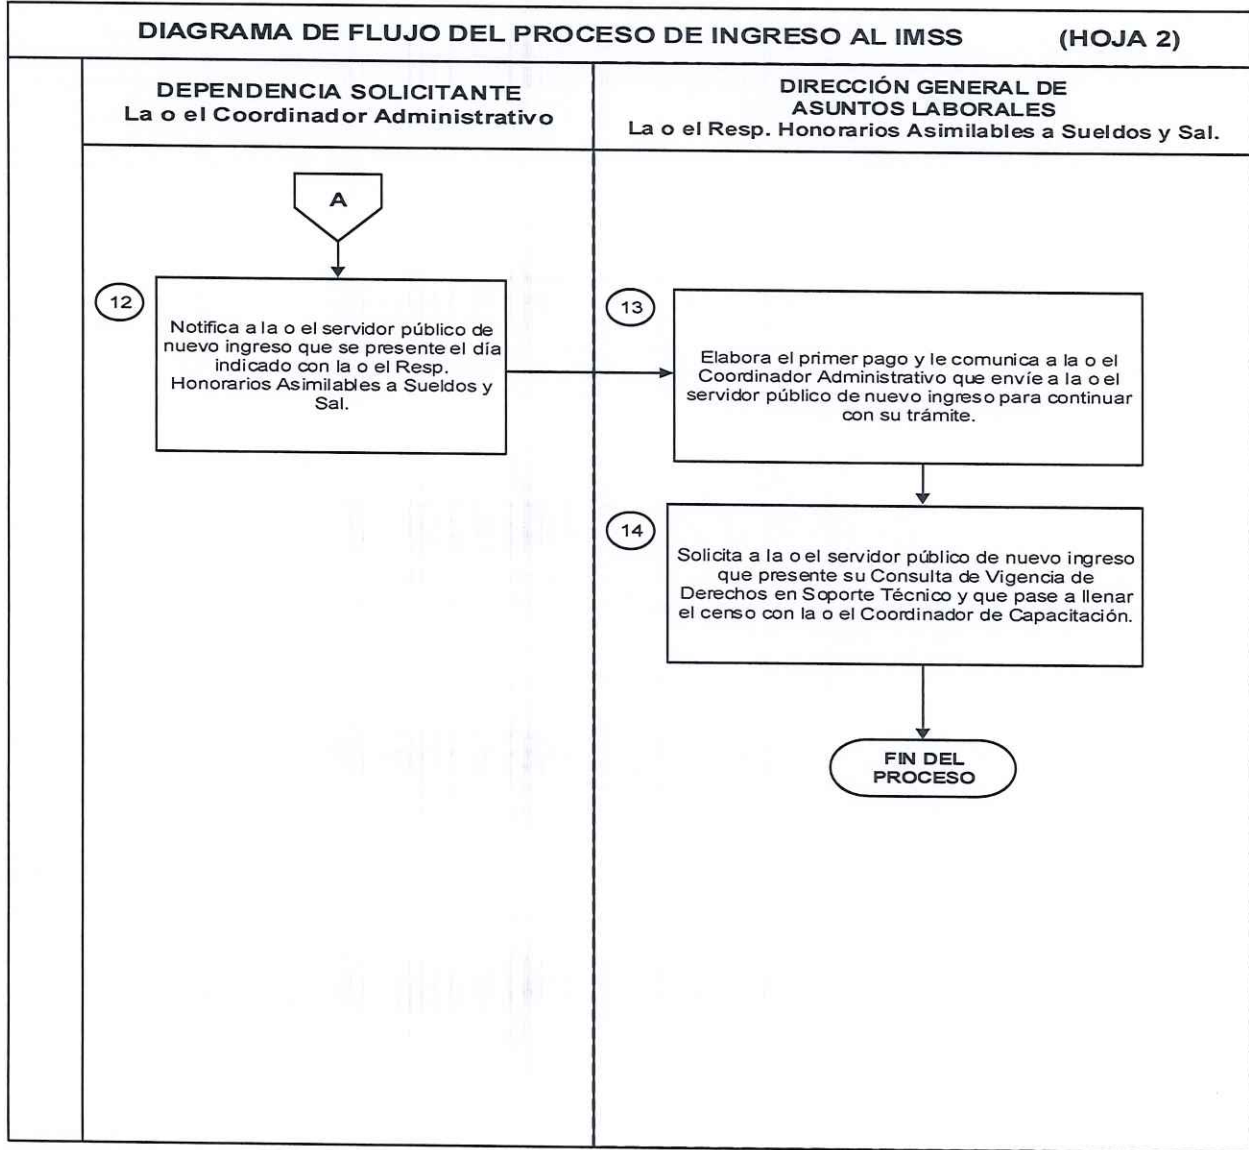 DIAGRAMA DE FLUJO DEL PROCESO DE INGRESO AL IMSS (HOJA 2)
DEPENDENCIA SOLICITANTE
La o el Coordinador Administrativo
DIRECCIÓN GENERAL DE
ASUNTOS LABORALES
La o el Resp. Honorarios Asimilables a Sueldos y Sal.
A
12
Notifica a la o el servidor público de
nuevo ingreso que se presente el día
indicado con la o el Resp.
Honorarios Asimilables a Sueldos y
Sal.
13
Elabora el primer pago y le comunica a la o el
Coordinador Administrativo que envíe a la o el
servidor público de nuevo ingreso para continuar
con su trámite.
14
Solicita a la o el servidor público de nuevo ingreso
que presente su Consulta de Vigencia de
Derechos en Soporte Técnico y que pase a llenar
el censo con la o el Coordinador de Capacitación.
FIN DEL
PROCESO